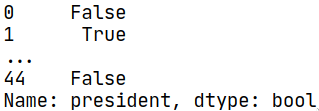 0     False
1      True
...
44    False
Name: president, dtype: bool